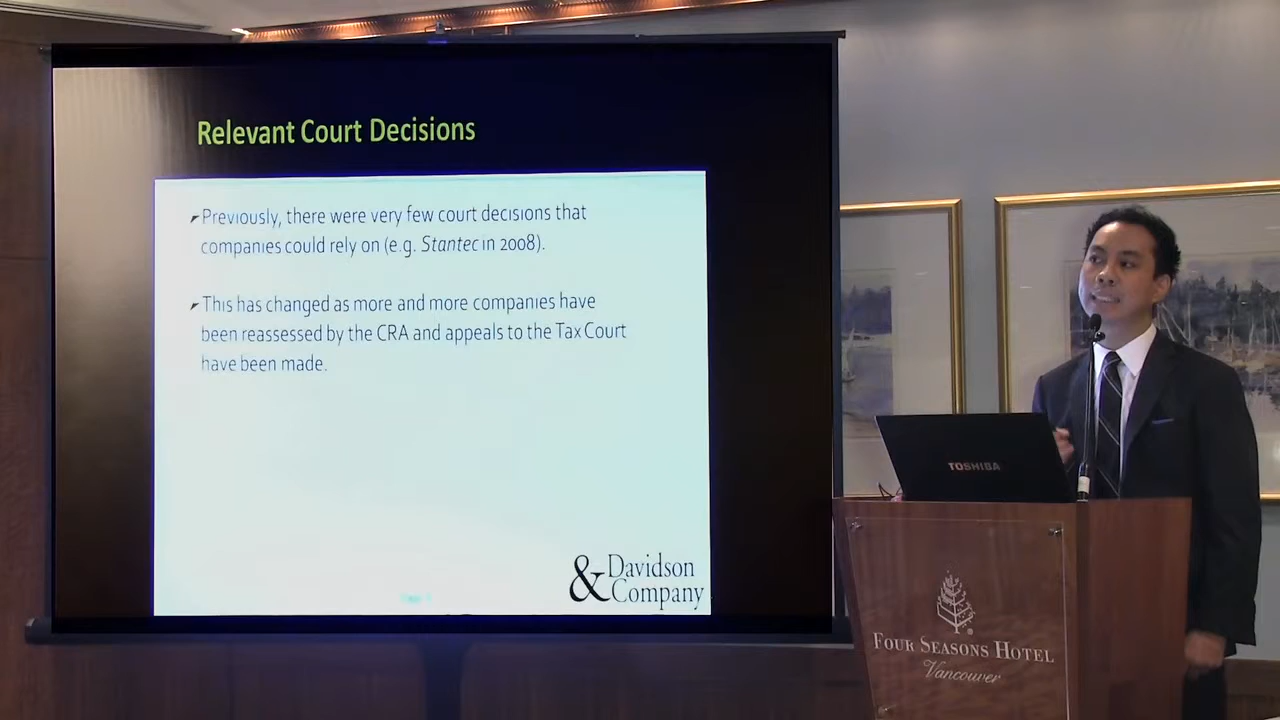 Relevant Court Decisions
Previously, there were very few court decisions that
companies could rely on (e.g. Stantec in 2008).
This has changed as more and more companies have
been reassessed by the CRA and appeals to the Tax Court
have been made.
& Davidson
Company
TOSHIBA
FOUR SEASONS HOTEL
Vancouver